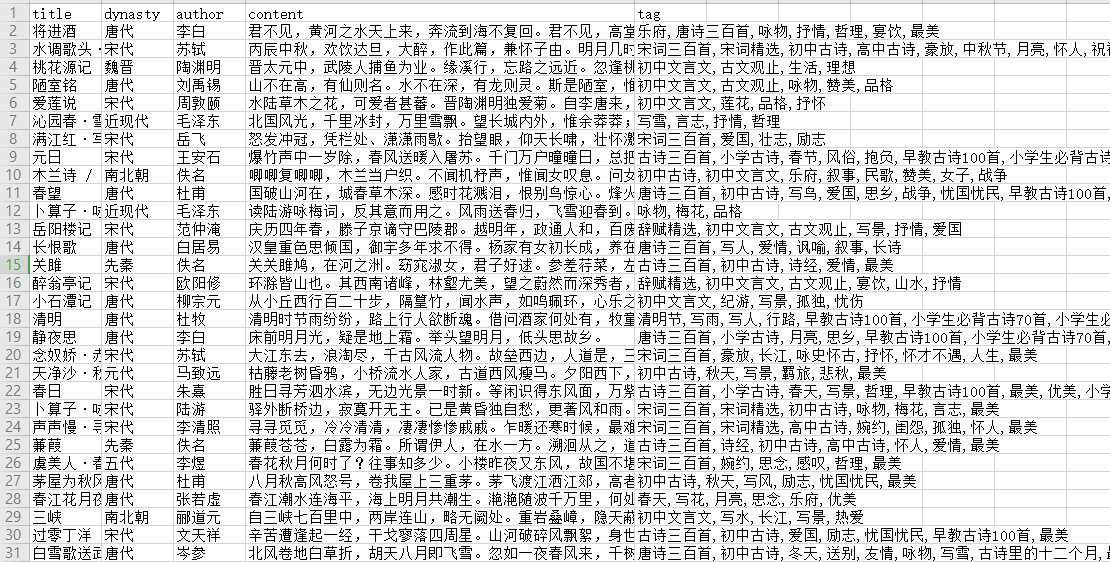 1 title dynasty author content tag
2 将进酒 唐代 李白 君不见，黄河之水天上来，奔流到海不复回。君不见，高堂 乐府,唐诗三百首,咏物,抒情,哲理,宴饮,最美
3 水调歌头· 宋代 苏轼 丙辰中秋，欢饮达旦，大醉，作此篇，兼怀子由。明月几时 宋词三百首,宋词精选,初中古诗,高中古诗,豪放,中秋节,月亮,怀人,祝
4 桃花源记 魏晋 陶渊明 晋太元中，武陵人捕鱼为业。缘溪行，忘路之远近。忽逢桃 初中文言文,古文观止,生活,理想
5 陋室铭 唐代 刘禹锡 山不在高，有仙则名。水不在深，有龙则灵。斯是陋室，惟 初中文言文,古文观止,咏物,赞美,品格
6 爱莲说 宋代 周敦颐 水陆草木之花，可爱者甚蕃。晋陶渊明独爱菊。自李唐来， 初中文言文,莲花,品格,抒怀
7 沁园春·雪 近现代 毛泽东 北国风光，千里冰封，万里雪飘。望长城内外，惟余莽莽； 写雪,言志,抒情,哲理
8 满江红·写 宋代 岳飞 怒发冲冠，凭栏处、潇潇雨歇。抬望眼，仰天长啸，壮怀激 宋词三百首,爱国,壮志,励志
9 元日 宋代 王安石 爆竹声中一岁除，春风送暖入屠苏。千门万户曈曈日，总把 古诗三百首,小学古诗,春节,风俗,抱负,早教古诗100首,小学生必背古诗
10 木兰诗 / 南北朝 佚名 唧唧复唧唧，木兰当户织。不闻机杼声，惟闻女叹息。问女 古诗三百首,初中古诗,乐府,叙事,民歌,赞美,女子,战争
11 春望 唐代 杜甫 国破山河在，城春草木深。感时花溅泪，恨别鸟惊心。烽火 唐诗三百首,初中古诗,写鸟,爱国,思乡,战争,忧国忧民,早教古诗100首,
12 卜算子·咏 近现代 毛泽东 读陆游咏梅词，反其意而用之。风雨送春归，飞雪迎春到。 咏物,梅花,品格
13 岳阳楼记 宋代 范仲淹 庆历四年春，滕子京谪守巴陵郡。越明年，政通人和，百废 辞赋精选,初中文言文,古文观止,写景,抒情,爱国
14 长恨歌 唐代 白居易 汉皇重色思倾国，御宇多年求不得。杨家有女初长成，养在 唐诗三百首,写人,爱情,讽喻,叙事,长诗
15 关雎 先秦 佚名 关关雎鸠，在河之洲。窈窕淑女，君子好逑。参差荇菜，左 古诗三百首,初中古诗,诗经,爱情,最美
16 醉翁亭记 宋代 欧阳修 环滁皆山也。其西南诸峰，林壑尤美，望之蔚然而深秀者， 辞赋精选,初中文言文,古文观止,宴饮,山水,抒情
17 小石潭记 唐代 柳宗元 从小丘西行百二十步，隔篁竹，闻水声，如鸣珮环，心乐之 初中文言文,纪游,写景,孤独,忧伤
18 清明 唐代 杜牧 清明时节雨纷纷，路上行人欲断魂。借问酒家何处有，牧童 清明节,写雨,写人,行路,早教古诗100首,小学生必背古诗70首,小学生必
19 静夜思 唐代 李白 床前明月光，疑是地上霜。举头望明月，低头思故乡。 唐诗三百首,小学古诗,月亮,思乡,早教古诗100首,小学生必背古诗70首,
20 念奴娇·赤 宋代 苏轼 大江东去，浪淘尽，千古风流人物。故垒西边，人道是，三 宋词三百首,豪放,长江,咏史怀古,抒怀,怀才不遇,人生,最美
21 天净沙·秋 元代 马致远 枯藤老树昏鸦，小桥流水人家，古道西风瘦马。夕阳西下， 初中古诗,秋天,写景,羁旅,悲秋,最美
22 春日 宋代 朱熹 胜日寻芳泗水滨，无边光景一时新。等闲识得东风面，万紫 古诗三百首,小学古诗,春天,写景,哲理,早教古诗100首,最美,优美,小学
23 卜算子·咏 宋代 陆游 驿外断桥边，寂寞开无主。已是黄昏独自愁，更著风和雨。 宋词三百首,宋词精选,初中古诗,咏物,梅花,言志,最美
24 声声慢·寻 宋代 李清照 寻寻觅觅，冷冷清清，凄凄惨惨戚戚。乍暖还寒时候，最难 宋词三百首,宋词精选,高中古诗,婉约,闺怨,孤独,怀人,最美
25 蒹葭 先秦 佚名 蒹葭苍苍，白露为霜。所谓伊人，在水一方。溯洄从之，道 古诗三百首,诗经,初中古诗,高中古诗,怀人,爱情,最美
26 虞美人·春 五代 李煜 春花秋月何时了？往事知多少。小楼昨夜又东风，故国不堪 宋词三百首,婉约,思念,感叹,哲理,最美
27 茅屋为秋风 唐代 杜甫 八月秋高风怒号，卷我屋上三重茅。茅飞渡江洒江郊，高者 初中古诗,秋天,写风,励志,忧国忧民,最美
28 春江花月夜 唐代 张若虚 春江潮水连海平，海上明月共潮生。滟滟随波千万里，何处 春天,写花,月亮,思念,乐府,优美
29 三峡 南北朝 郦道元 自三峡七百里中，两岸连山，略无阙处。重岩叠嶂，隐天蔽 初中文言文,写水,长江,写景,热爱
30 过零丁洋 宋代 文天祥 辛苦遭逢起一经，干戈寥落四周星。山河破碎风飘絮，身世 古诗三百首,初中古诗,爱国,励志,忧国忧民,早教古诗100首,最美
31 白雪歌送武 唐代 岑参 北风卷地白草折，胡天八月即飞雪。忽如一夜春风来，千树 唐诗三百首,初中古诗,冬天,送别,友情,咏物,写雪,古诗里的十二个月,